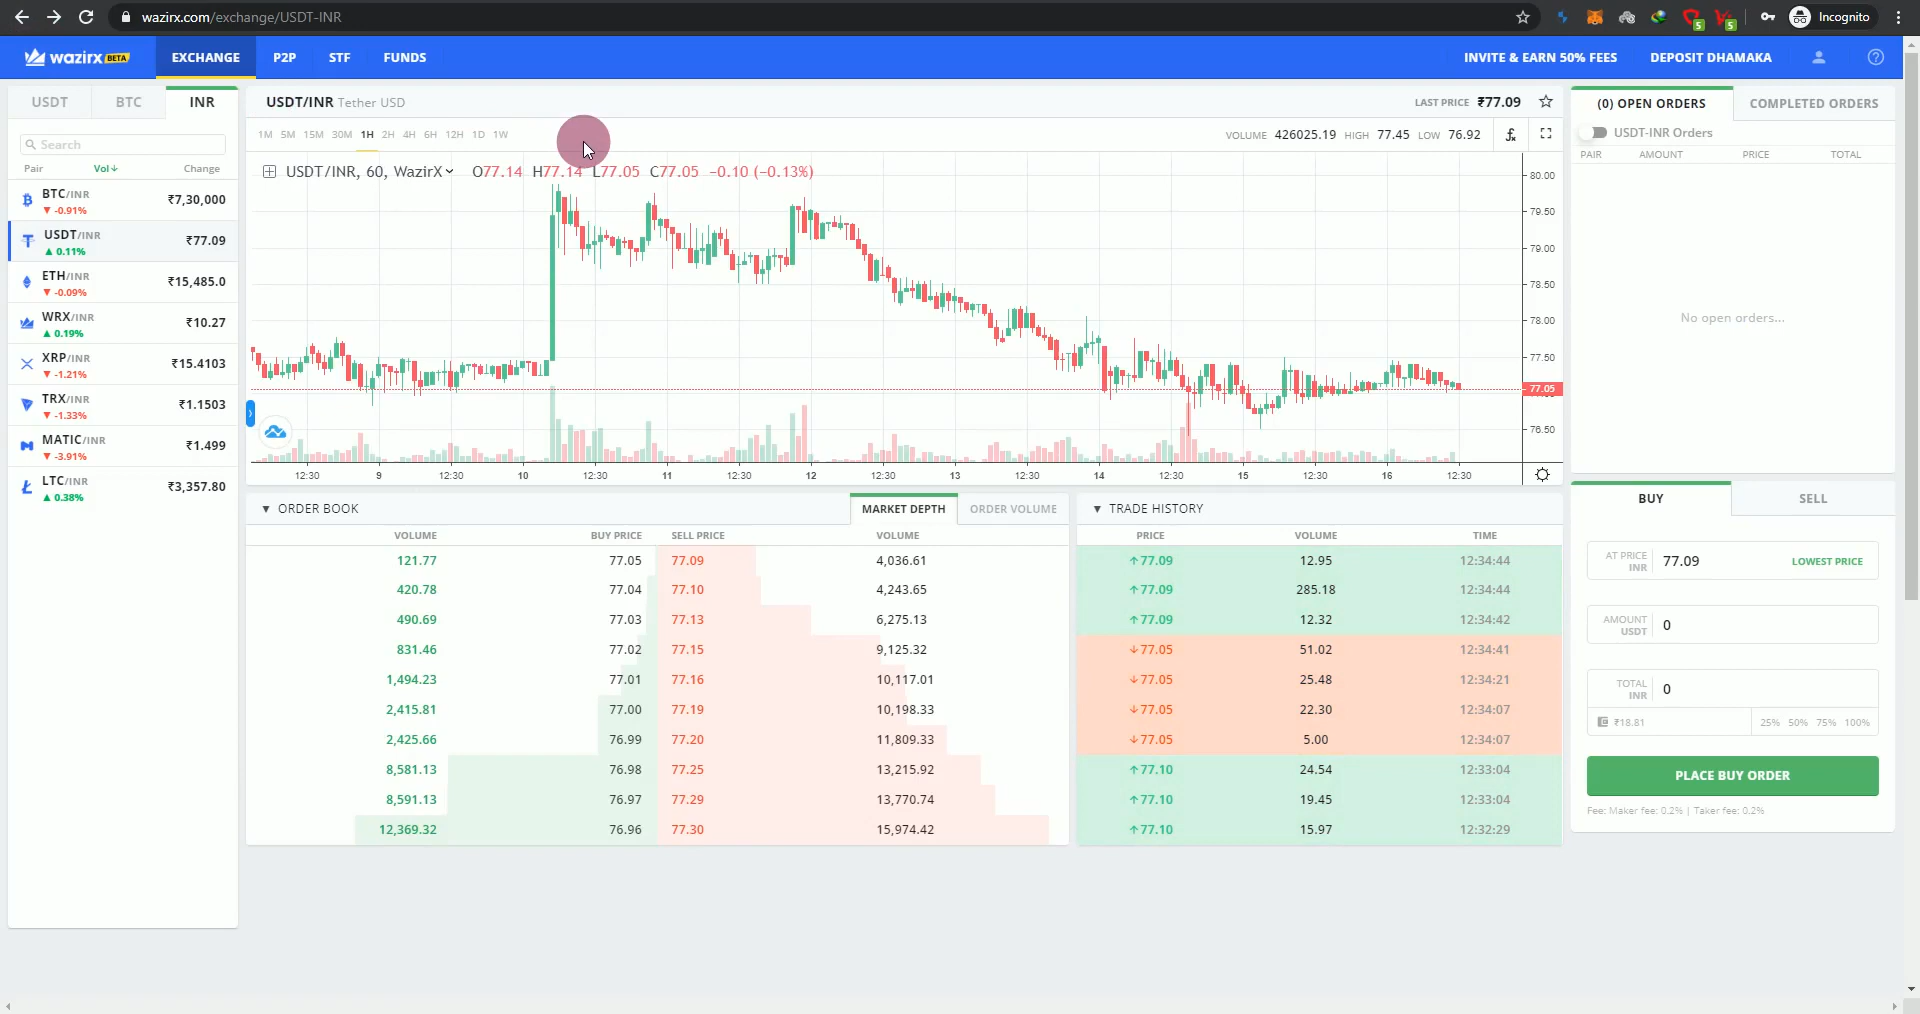 wazirx.com/exchange/USDT-INR
5
5
Incognito
wazirx BETA
EXCHANGE
P2P
STF
FUNDS
INVITE & EARN 50% FEES
DEPOSIT DHAMAKA
USDT
BTC
INR
Search
Pair Vol↓ Change
BTC/INR ₹7,30,000
▼ -0.91%
USDT/INR ₹77.09
▲ 0.11%
ETH/INR ₹15,485.0
▼ -0.09%
WRX/INR ₹10.27
▲ 0.19%
XRP/INR ₹15.4103
▼ -1.21%
TRX/INR ₹1.1503
▼ -1.33%
MATIC/INR ₹1.499
▼ -3.91%
LTC/INR ₹3,357.80
▲ 0.38%
USDT/INR Tether USD
LAST PRICE ₹77.09
1M 5M 15M 30M 1H 2H 4H 6H 12H 1D 1W
VOLUME 426025.19 HIGH 77.45 LOW 76.92
USDT/INR, 60, WazirX O77.14 H77.14 L77.05 C77.05 −0.10 (−0.13%)
80.00
79.50
79.00
78.50
78.00
77.50
77.05
76.50
12:30 9 12:30 10 12:30 11 12:30 12 12:30 13 12:30 14 12:30 15 12:30 16 12:30
▼ ORDER BOOK
MARKET DEPTH
ORDER VOLUME
VOLUME BUY PRICE SELL PRICE VOLUME
121.77 77.05 77.09 4,036.61
420.78 77.04 77.10 4,243.65
490.69 77.03 77.13 6,275.13
831.46 77.02 77.15 9,125.32
1,494.23 77.01 77.16 10,117.01
2,415.81 77.00 77.19 10,198.33
2,425.66 76.99 77.20 11,809.33
8,581.13 76.98 77.25 13,215.92
8,591.13 76.97 77.29 13,770.74
12,369.32 76.96 77.30 15,974.42
▼ TRADE HISTORY
PRICE VOLUME TIME
↑77.09 12.95 12:34:44
↑77.09 285.18 12:34:44
↑77.09 12.32 12:34:42
↓77.05 51.02 12:34:41
↓77.05 25.48 12:34:21
↓77.05 22.30 12:34:07
↓77.05 5.00 12:34:07
↑77.10 24.54 12:33:04
↑77.10 19.45 12:33:04
↑77.10 15.97 12:32:29
(0) OPEN ORDERS
COMPLETED ORDERS
USDT-INR Orders
PAIR AMOUNT PRICE TOTAL
No open orders...
BUY
SELL
AT PRICE INR 77.09 LOWEST PRICE
AMOUNT USDT 0
TOTAL INR 0
₹18.81 25% 50% 75% 100%
PLACE BUY ORDER
Fee: Maker fee: 0.2% | Taker fee: 0.2%